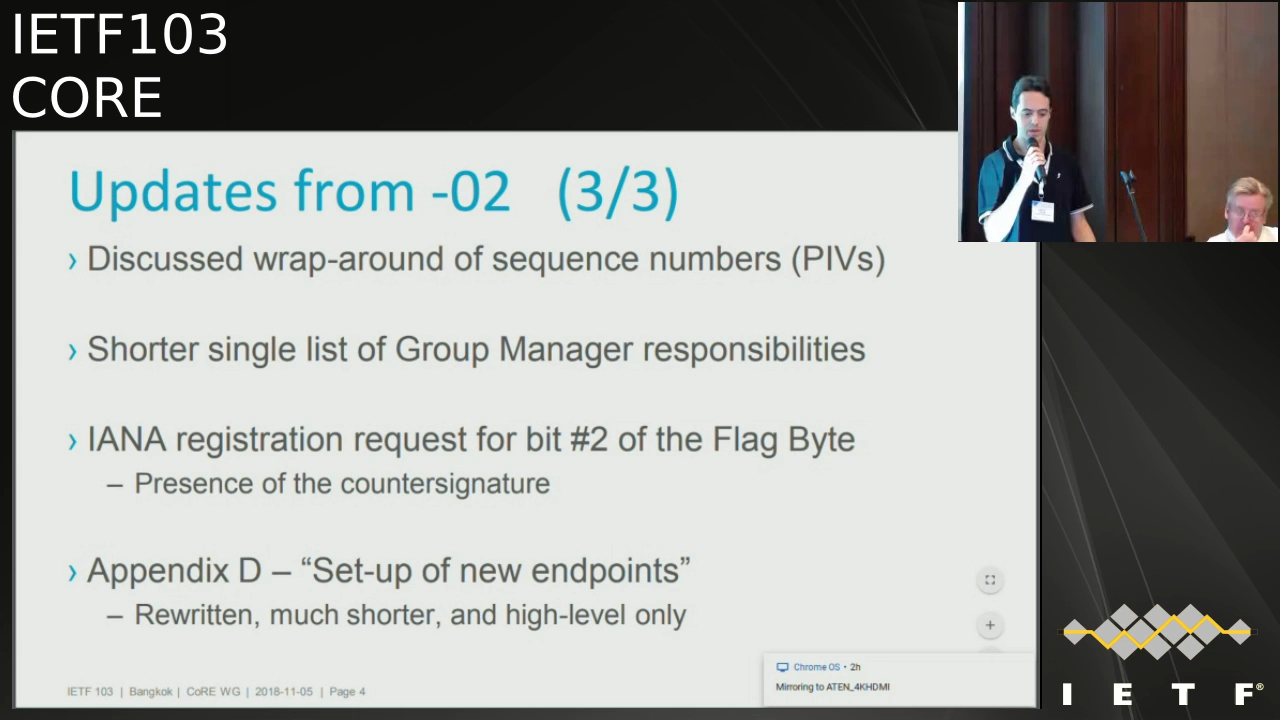 IETF103
CORE
Updates from -02 (3/3)
› Discussed wrap-around of sequence numbers (PIVs)
› Shorter single list of Group Manager responsibilities
› IANA registration request for bit #2 of the Flag Byte
– Presence of the countersignature
› Appendix D – “Set-up of new endpoints”
– Rewritten, much shorter, and high-level only
IETF 103 | Bangkok | CoRE WG | 2018-11-05 | Page 4
Chrome OS • 2h
Mirroring to ATEN_4KHDMI
I E T F®